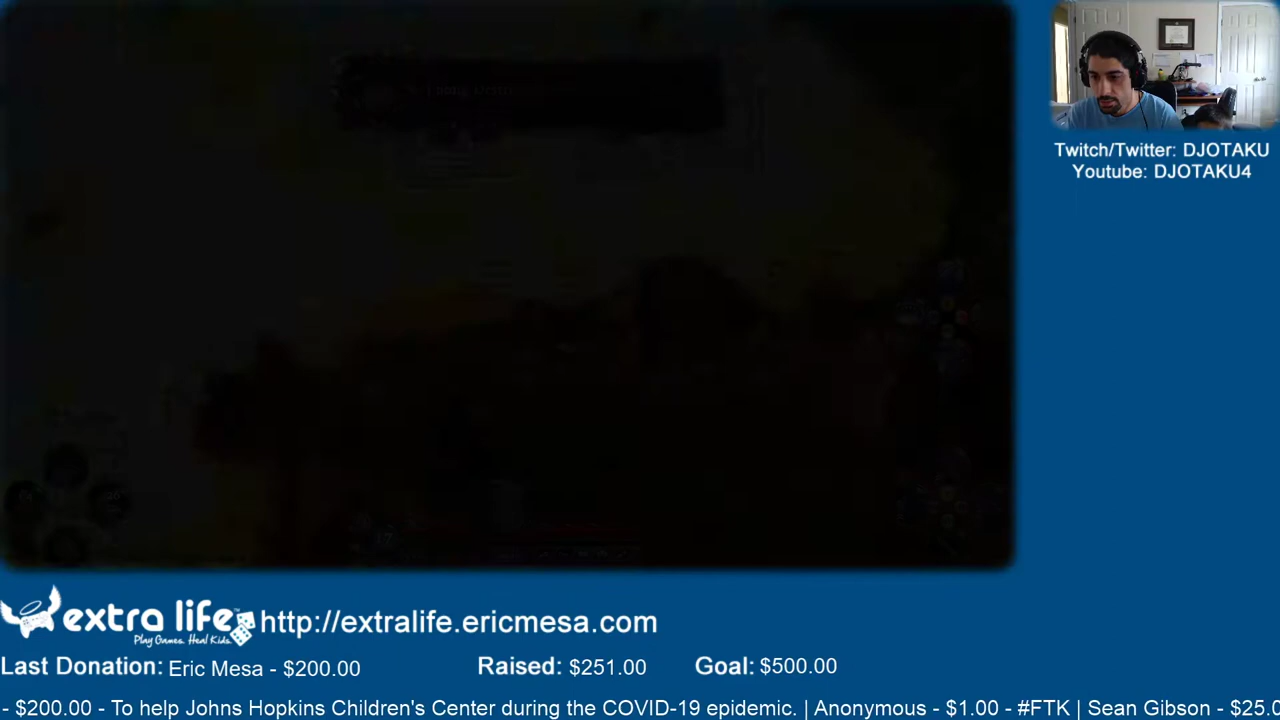 Twitch/Twitter: DJOTAKU
Youtube: DJOTAKU4
extra life
Play Games. Heal Kids.
http://extralife.ericmesa.com
Last Donation: Eric Mesa - $200.00 Raised: $251.00 Goal: $500.00
- $200.00 - To help Johns Hopkins Children's Center during the COVID-19 epidemic. | Anonymous - $1.00 - #FTK | Sean Gibson - $25.0